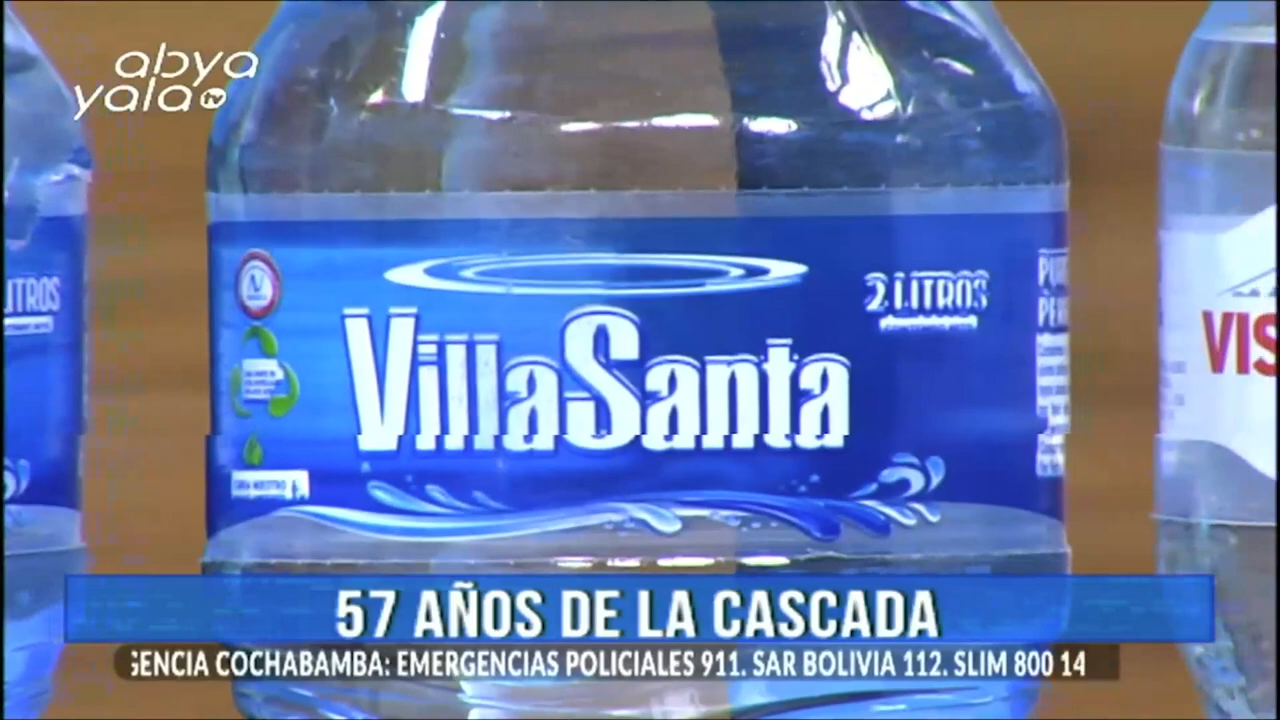 abya
yala tv
LITROS
2 LITROS
VillaSanta
VIS
57 AÑOS DE LA CASCADA
GENCIA COCHABAMBA: EMERGENCIAS POLICIALES 911. SAR BOLIVIA 112. SLIM 800 14